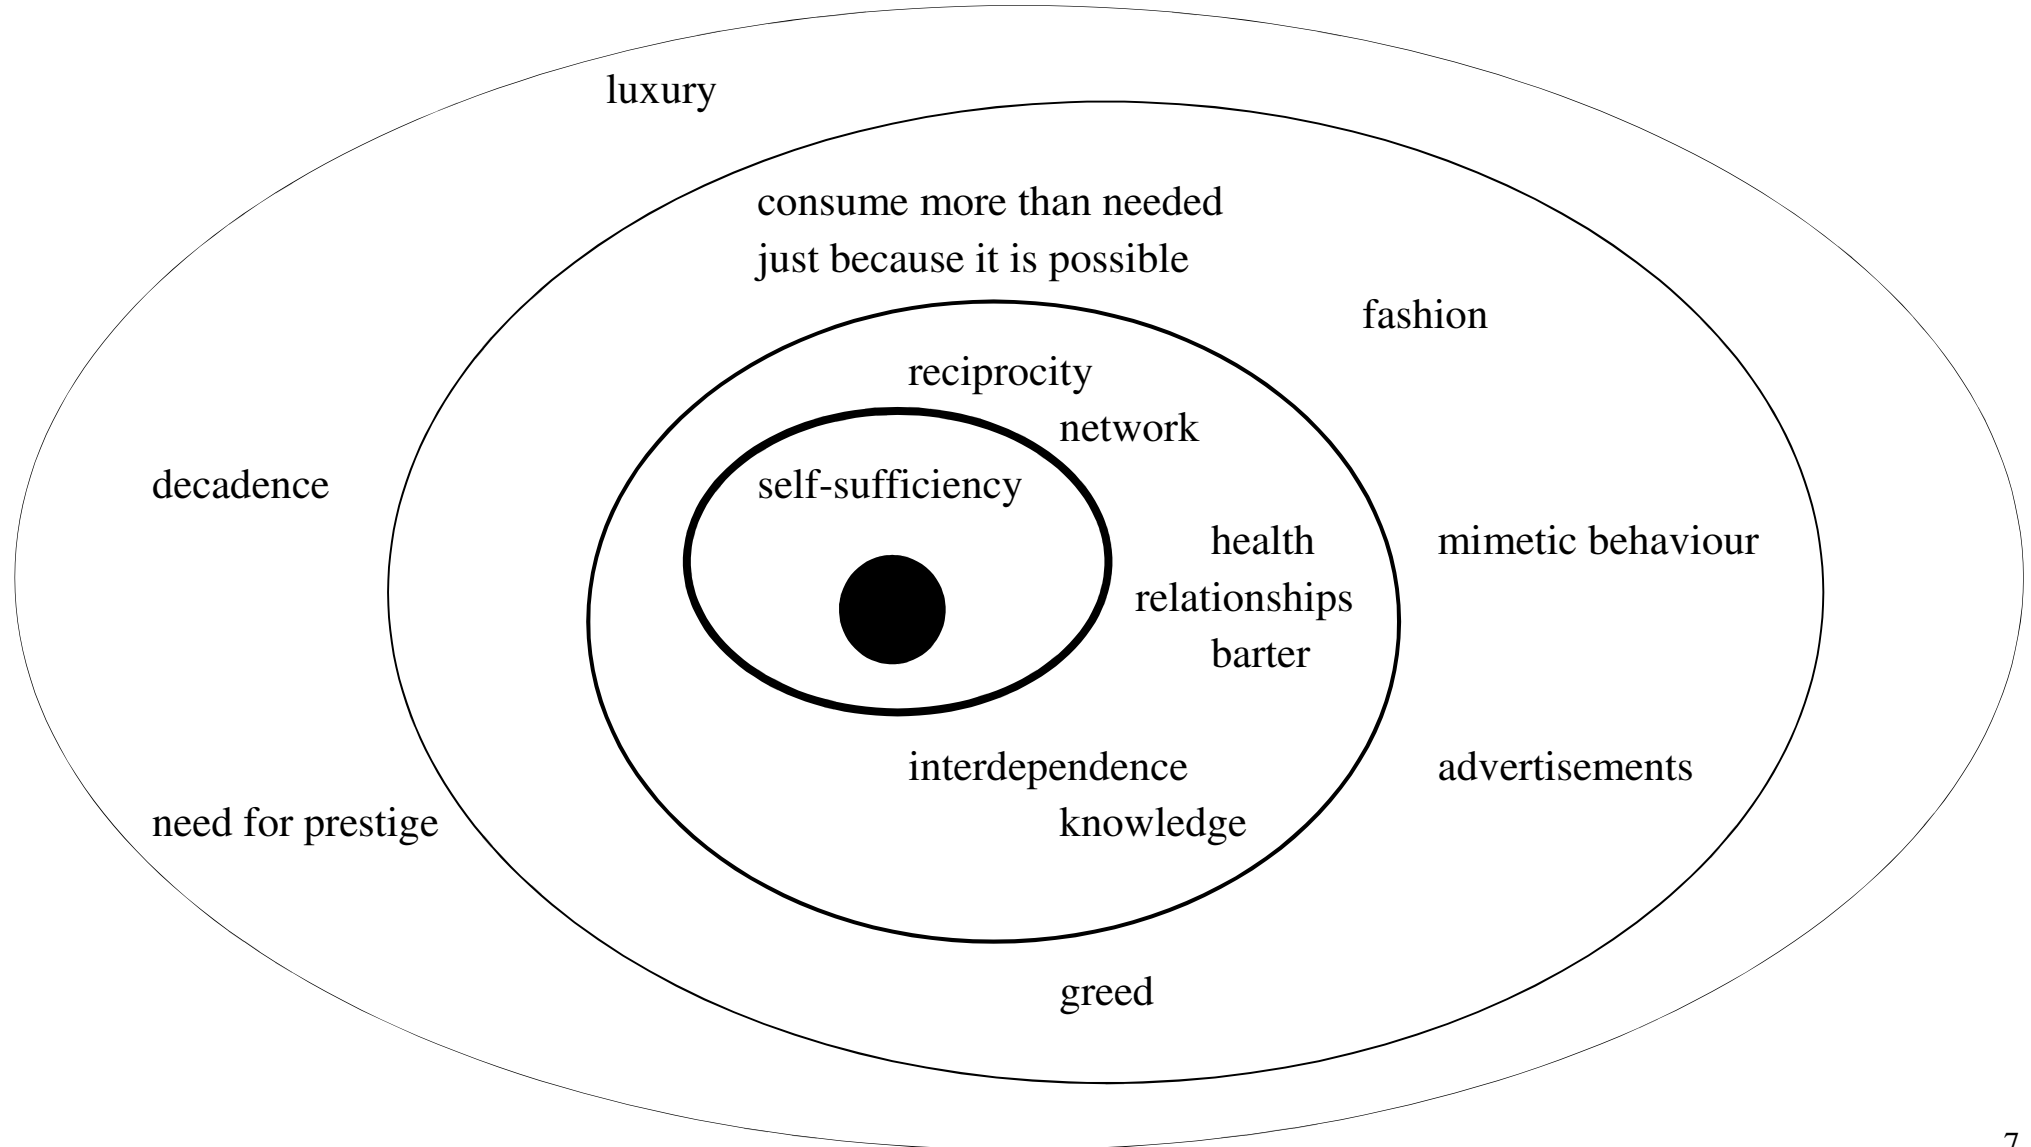 luxury
consume more than needed
just because it is possible
fashion
reciprocity
network
decadence
self-sufficiency
health
mimetic behaviour
relationships
barter
interdependence
advertisements
need for prestige
knowledge
greed
7